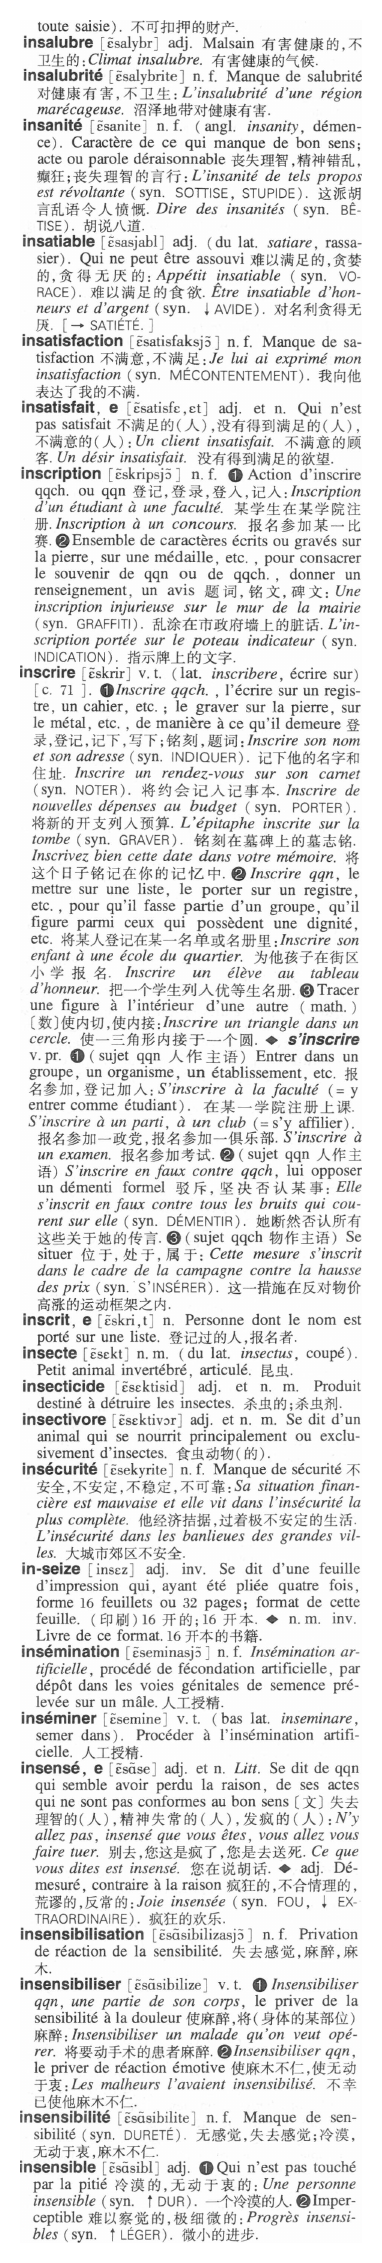 toute saisie). 不可扣押的财产.
insalubre [ɛ̃salybr] adj. Malsain 有害健康的,不
卫生的:Climat insalubre. 有害健康的气候.
insalubrité [ɛ̃salybrite] n. f. Manque de salubrité
对健康有害,不卫生: L'insalubrité d'une région
marécageuse. 沼泽地带对健康有害.
insanité [ɛ̃sanite] n. f. (angl. insanity, démen-
ce). Caractère de ce qui manque de bon sens;
acte ou parole déraisonnable 丧失理智,精神错乱,
癫狂;丧失理智的言行: L'insanité de tels propos
est révoltante (syn. SOTTISE, STUPIDE). 这派胡
言乱语令人愤慨. Dire des insanités (syn. BÊ-
TISE). 胡说八道.
insatiable [ɛ̃sasjabl] adj. (du lat. satiare, rassa-
sier). Qui ne peut être assouvi 难以满足的,贪婪
的,贪得无厌的: Appétit insatiable (syn. VO-
RACE). 难以满足的食欲. Être insatiable d'hon-
neurs et d'argent (syn. ↓AVIDE). 对名利贪得无
厌. [→ SATIÉTÉ.]
insatisfaction [ɛ̃satisfaksjɔ̃] n. f. Manque de sa-
tisfaction 不满意,不满足:Je lui ai exprimé mon
insatisfaction (syn. MÉCONTENTEMENT). 我向他
表达了我的不满.
insatisfait, e [ɛ̃satisfɛ,ɛt] adj. et n. Qui n'est
pas satisfait 不满足的(人),没有得到满足的(人),
不满意的(人): Un client insatisfait. 不满意的顾
客. Un désir insatisfait. 没有得到满足的欲望.
inscription [ɛ̃skripsjɔ̃] n. f. ❶ Action d'inscrire
qqch. ou qqn 登记,登录,登入,记入: Inscription
d'un étudiant à une faculté. 某学生在某学院注
册. Inscription à un concours. 报名参加某一比
赛. ❷ Ensemble de caractères écrits ou gravés sur
la pierre, sur une médaille, etc., pour consacrer
le souvenir de qqn ou de qqch., donner un
renseignement, un avis 题词,铭文,碑文: Une
inscription injurieuse sur le mur de la mairie
(syn. GRAFFITI). 乱涂在市政府墙上的脏话. L'in-
scription portée sur le poteau indicateur (syn.
INDICATION). 指示牌上的文字.
inscrire [ɛ̃skrir] v. t. (lat. inscribere, écrire sur)
[c. 71]. ❶Inscrire qqch., l'écrire sur un regis-
tre, un cahier, etc.; le graver sur la pierre, sur
le métal, etc., de manière à ce qu'il demeure 登
录,登记,记下,写下;铭刻,题词:Inscrire son nom
et son adresse (syn. INDIQUER). 记下他的名字和
住址. Inscrire un rendez-vous sur son carnet
(syn. NOTER). 将约会记入记事本. Inscrire de
nouvelles dépenses au budget (syn. PORTER).
将新的开支列入预算. L'épitaphe inscrite sur la
tombe (syn. GRAVER). 铭刻在墓碑上的墓志铭.
Inscrivez bien cette date dans votre mémoire. 将
这个日子铭记在你的记忆中. ❷ Inscrire qqn, le
mettre sur une liste, le porter sur un registre,
etc., pour qu'il fasse partie d'un groupe, qu'il
figure parmi ceux qui possèdent une dignité,
etc. 将某人登记在某一名单或名册里:Inscrire son
enfant à une école du quartier. 为他孩子在街区
小学报名. Inscrire un élève au tableau
d'honneur. 把一个学生列入优等生名册. ❸ Tracer
une figure à l'intérieur d'une autre (math.)
[数]使内切,使内接:Inscrire un triangle dans un
cercle. 使一三角形内接于一个圆. ◆ s'inscrire
v. pr. ❶ (sujet qqn 人作主语) Entrer dans un
groupe, un organisme, un établissement, etc. 报
名参加,登记加入: S'inscrire à la faculté (= y
entrer comme étudiant). 在某一学院注册上课.
S'inscrire à un parti, à un club (= s'y affilier).
报名参加一政党,报名参加一俱乐部. S'inscrire à
un examen. 报名参加考试. ❷ (sujet qqn 人作主
语) S'inscrire en faux contre qqch, lui opposer
un démenti formel 驳斥,坚决否认某事: Elle
s'inscrit en faux contre tous les bruits qui cou-
rent sur elle (syn. DÉMENTIR). 她断然否认所有
这些关于她的传言. ❸ (sujet qqch 物作主语) Se
situer 位于,处于,属于: Cette mesure s'inscrit
dans le cadre de la campagne contre la hausse
des prix (syn. S'INSÉRER). 这一措施在反对物价
高涨的运动框架之内.
inscrit, e [ɛ̃skri,t] n. Personne dont le nom est
porté sur une liste. 登记过的人,报名者.
insecte [ɛ̃sɛkt] n. m. (du lat. insectus, coupé).
Petit animal invertébré, articulé. 昆虫.
insecticide [ɛ̃sɛktisid] adj. et n. m. Produit
destiné à détruire les insectes. 杀虫的;杀虫剂.
insectivore [ɛ̃sɛktivɔr] adj. et n. m. Se dit d'un
animal qui se nourrit principalement ou exclu-
sivement d'insectes. 食虫动物(的).
insécurité [ɛ̃sekyrite] n. f. Manque de sécurité 不
安全,不安定,不稳定,不可靠:Sa situation finan-
cière est mauvaise et elle vit dans l'insécurité la
plus complète. 他经济拮据,过着极不安定的生活.
L'insécurité dans les banlieues des grandes vil-
les. 大城市郊区不安全.
in-seize [insɛz] adj. inv. Se dit d'une feuille
d'impression qui, ayant été pliée quatre fois,
forme 16 feuillets ou 32 pages; format de cette
feuille. (印刷)16 开的;16 开本. ◆ n. m. inv.
Livre de ce format. 16 开本的书籍.
insémination [ɛ̃seminasjɔ̃] n. f. Insémination ar-
tificielle, procédé de fécondation artificielle, par
dépôt dans les voies génitales de semence pré-
levée sur un mâle. 人工授精.
inséminer [ɛ̃semine] v. t. (bas lat. inseminare,
semer dans). Procéder à l'insémination artifi-
cielle. 人工授精.
insensé, e [ɛ̃sɑ̃se] adj. et n. Litt. Se dit de qqn
qui semble avoir perdu la raison, de ses actes
qui ne sont pas conformes au bon sens [文]失去
理智的(人),精神失常的(人),发疯的(人):N'y
allez pas, insensé que vous êtes, vous allez vous
faire tuer. 别去,您这是疯了,您是去送死. Ce que
vous dites est insensé. 您在说胡话. ◆ adj. Dé-
mesuré, contraire à la raison 疯狂的,不合情理的,
荒谬的,反常的:Joie insensée (syn. FOU, ↓ EX-
TRAORDINAIRE). 疯狂的欢乐.
insensibilisation [ɛ̃sɑ̃sibilizasjɔ̃] n. f. Privation
de réaction de la sensibilité. 失去感觉,麻醉,麻
木.
insensibiliser [ɛ̃sɑ̃sibilize] v. t. ❶ Insensibiliser
qqn, une partie de son corps, le priver de la
sensibilité à la douleur 使麻醉,将(身体的某部位)
麻醉: Insensibiliser un malade qu'on veut opé-
rer. 将要动手术的患者麻醉. ❷Insensibiliser qqn,
le priver de réaction émotive 使麻木不仁,使无动
于衷:Les malheurs l'avaient insensibilisé. 不幸
已使他麻木不仁.
insensibilité [ɛ̃sɑ̃sibilite] n. f. Manque de sen-
sibilité (syn. DURETÉ). 无感觉,失去感觉;冷漠,
无动于衷,麻木不仁.
insensible [ɛ̃sɑ̃sibl] adj. ❶ Qui n'est pas touché
par la pitié 冷漠的,无动于衷的: Une personne
insensible (syn. ↑DUR). 一个冷漠的人. ❷ Imper-
ceptible 难以察觉的,极细微的: Progrès insensi-
bles (syn. ↑LÉGER). 微小的进步.